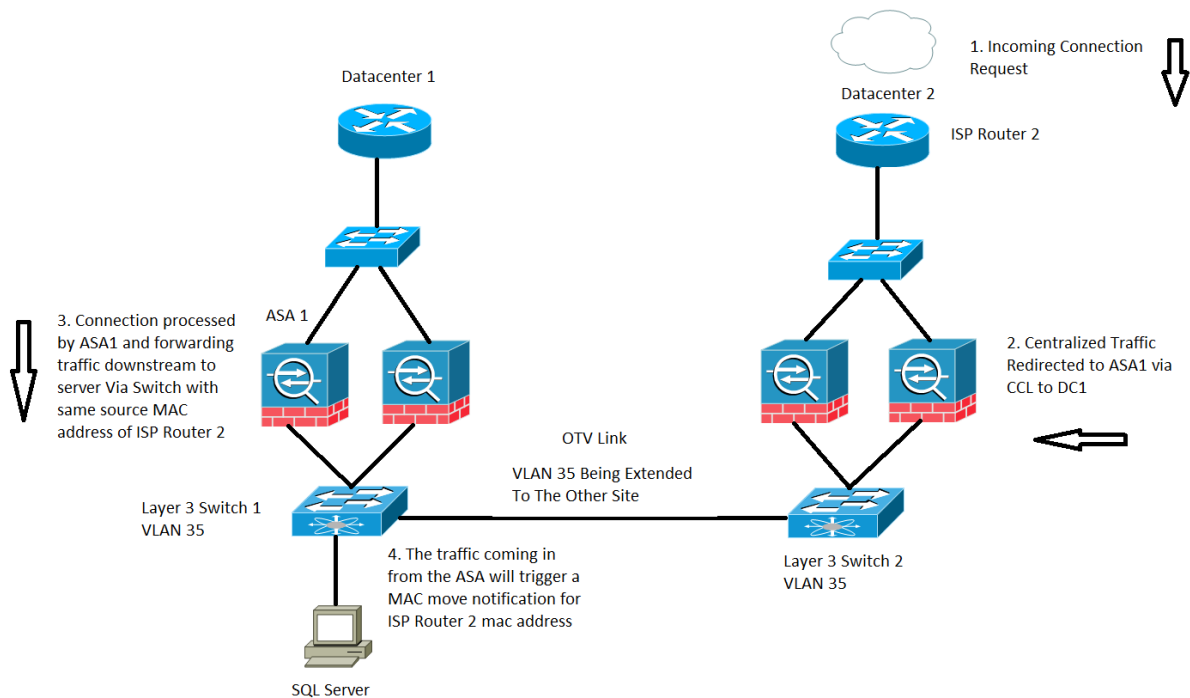 1. Incoming Connection
Request
Datacenter 1
Datacenter 2
ISP Router 2
ASA 1
3. Connection processed
by ASA1 and forwarding
traffic downstream to
server Via Switch with
same source MAC
address of ISP Router 2
2. Centralized Traffic
Redirected to ASA1 via
CCL to DC1
OTV Link
VLAN 35 Being Extended
To The Other Site
Layer 3 Switch 1
VLAN 35
4. The traffic coming in
from the ASA will trigger a
MAC move notification for
ISP Router 2 mac address
Layer 3 Switch 2
VLAN 35
SQL Server